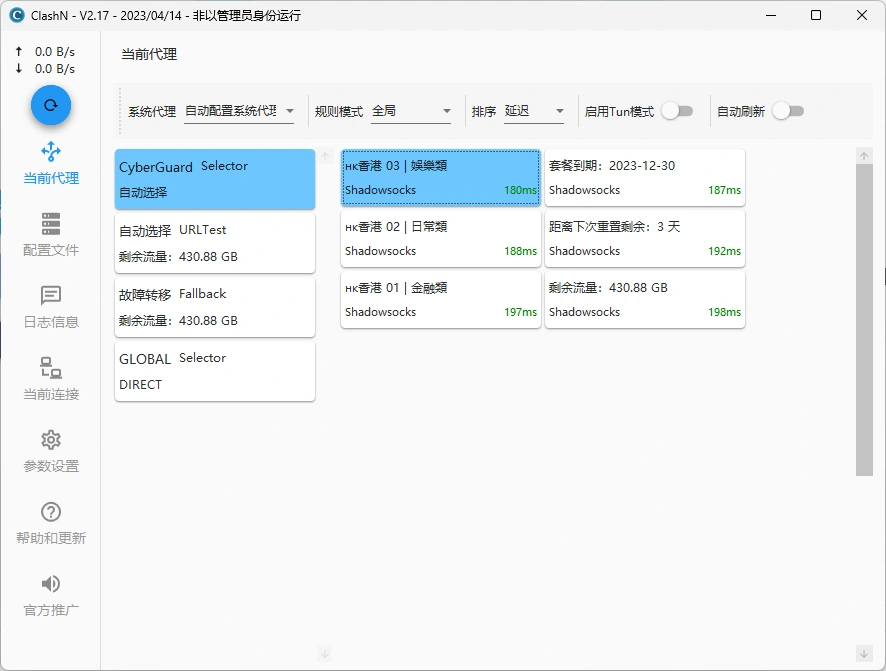 ClashN - V2.17 - 2023/04/14 - 非以管理员身份运行
↑ 0.0 B/s
↓ 0.0 B/s
当前代理
配置文件
日志信息
当前连接
参数设置
帮助和更新
官方推广
当前代理
系统代理 自动配置系统代理 规则模式 全局 排序 延迟 启用Tun模式 自动刷新
CyberGuard Selector
自动选择
自动选择 URLTest
剩余流量：430.88 GB
故障转移 Fallback
剩余流量：430.88 GB
GLOBAL Selector
DIRECT
HK香港 03 | 娛樂類
Shadowsocks 180ms
套餐到期：2023-12-30
Shadowsocks 187ms
HK香港 02 | 日常類
Shadowsocks 188ms
距离下次重置剩余：3 天
Shadowsocks 192ms
HK香港 01 | 金融類
Shadowsocks 197ms
剩余流量：430.88 GB
Shadowsocks 198ms